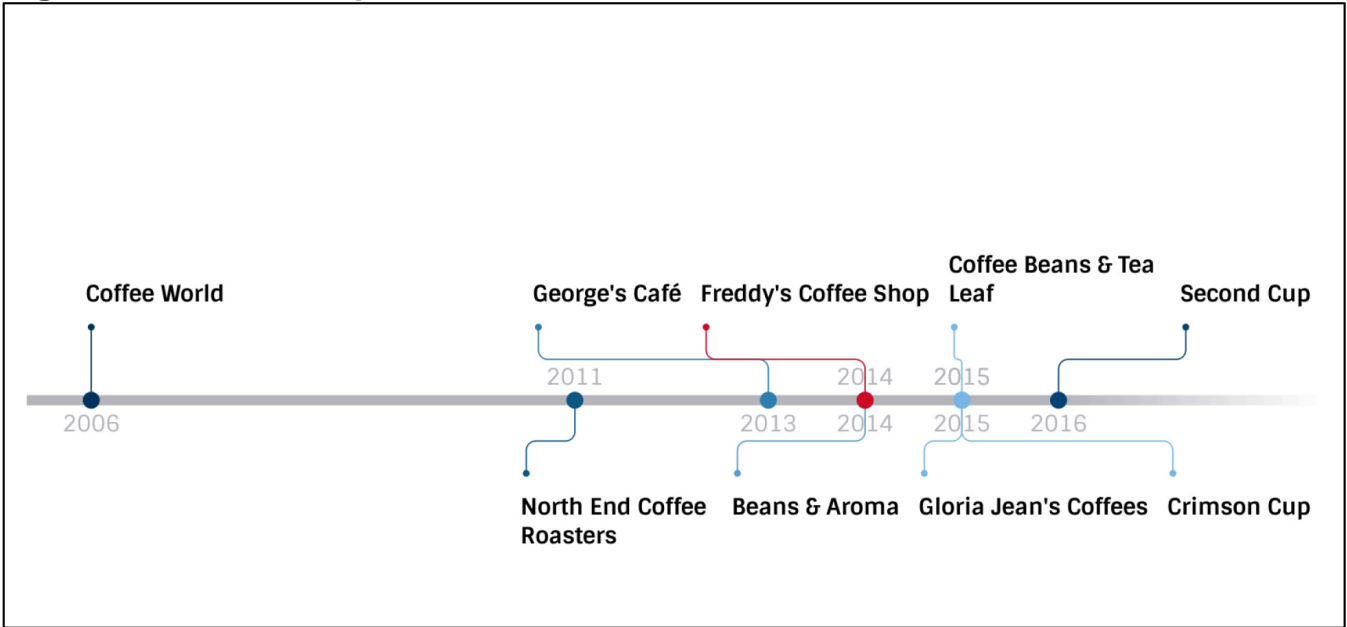 Coffee World
George's Café
Freddy's Coffee Shop
Coffee Beans & Tea
Leaf
Second Cup
2011
2014
2015
2006
2013
2014
2015
2016
North End Coffee
Roasters
Beans & Aroma
Gloria Jean's Coffees
Crimson Cup